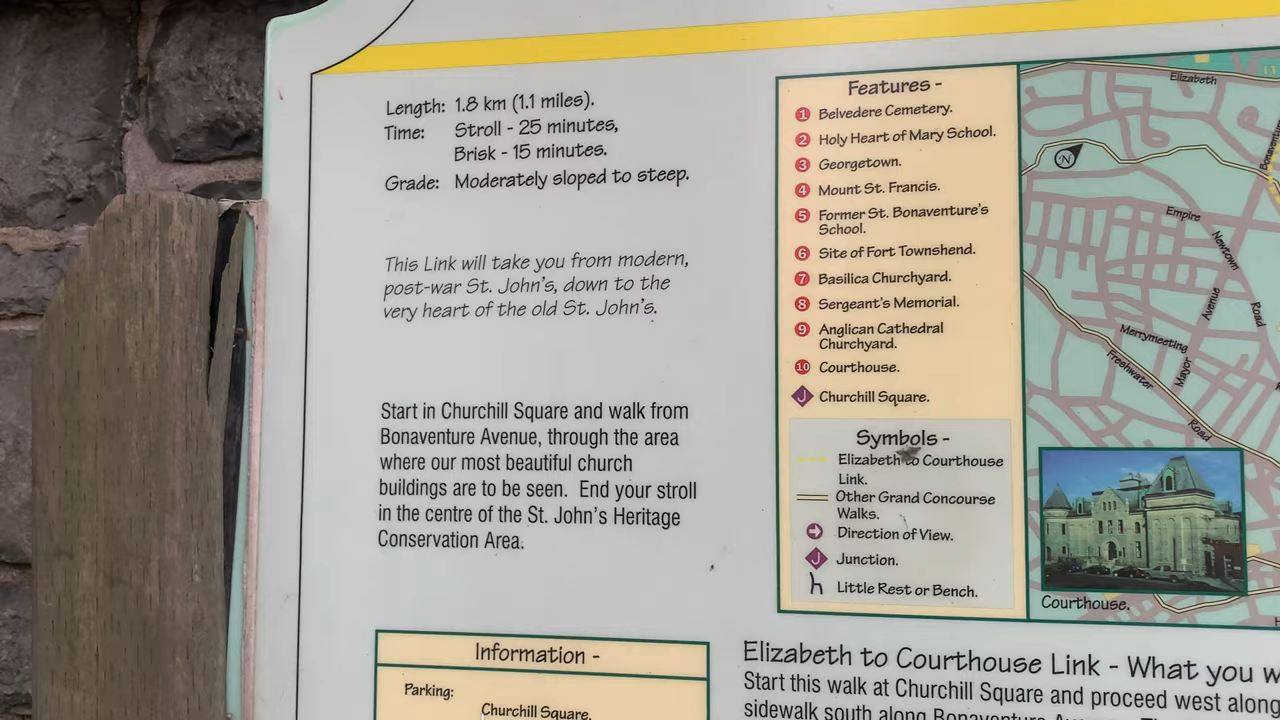 Length: 1.8 km (1.1 miles).
Time: Stroll - 25 minutes,
Brisk - 15 minutes.
Grade: Moderately sloped to steep.
This Link will take you from modern,
post-war St. John's, down to the
very heart of the old St. John's.
Start in Churchill Square and walk from
Bonaventure Avenue, through the area
where our most beautiful church
buildings are to be seen. End your stroll
in the centre of the St. John's Heritage
Conservation Area.
Information -
Parking:
Churchill Square.
Features -
1 Belvedere Cemetery.
2 Holy Heart of Mary School.
3 Georgetown.
4 Mount St. Francis.
5 Former St. Bonaventure's
School.
6 Site of Fort Townshend.
7 Basilica Churchyard.
8 Sergeant's Memorial.
9 Anglican Cathedral
Churchyard.
10 Courthouse.
J Churchill Square.
Symbols -
Elizabeth to Courthouse
Link.
Other Grand Concourse
Walks.
Direction of View.
J Junction.
Little Rest or Bench.
Elizabeth
N
Empire
Newtown
Road
Avenue
Merrymeeting
Mayor
Freshwater
Road
Courthouse.
Elizabeth to Courthouse Link - What you w
Start this walk at Churchill Square and proceed west along
sidewalk south along Bonaventure